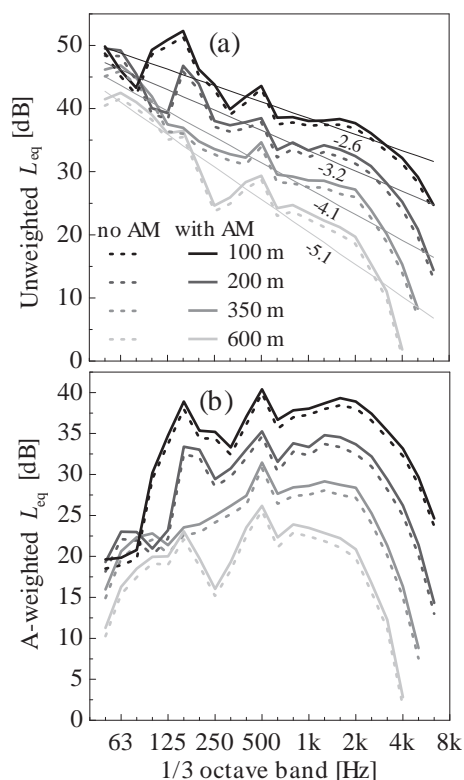 (a)
50
40
30
20
10
0
Unweighted Leq [dB]
-2.6
-3.2
-4.1
-5.1
no AM with AM
100 m
200 m
350 m
600 m
(b)
40
35
30
25
20
15
10
5
0
A-weighted Leq [dB]
63 125 250 500 1k 2k 4k 8k
1/3 octave band [Hz]